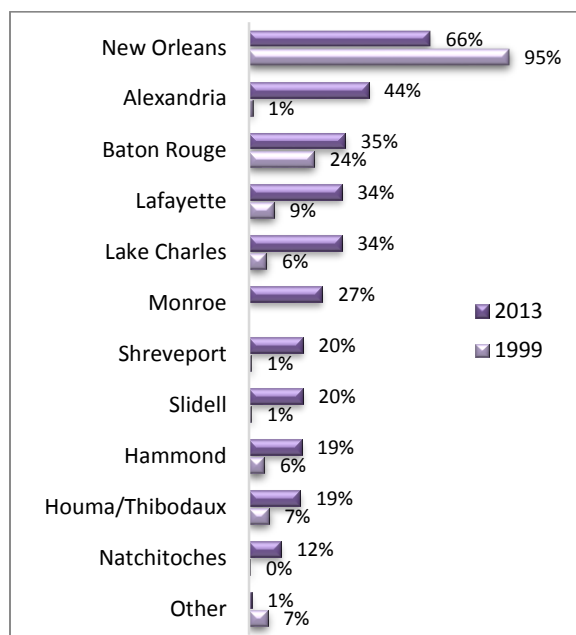 New Orleans 66%
95%
Alexandria 44%
1%
Baton Rouge 35%
24%
Lafayette 34%
9%
Lake Charles 34%
6%
Monroe 27%
2013
Shreveport 20%
1%
1999
Slidell 20%
1%
Hammond 19%
6%
Houma/Thibodaux 19%
7%
Natchitoches 12%
0%
Other 1%
7%